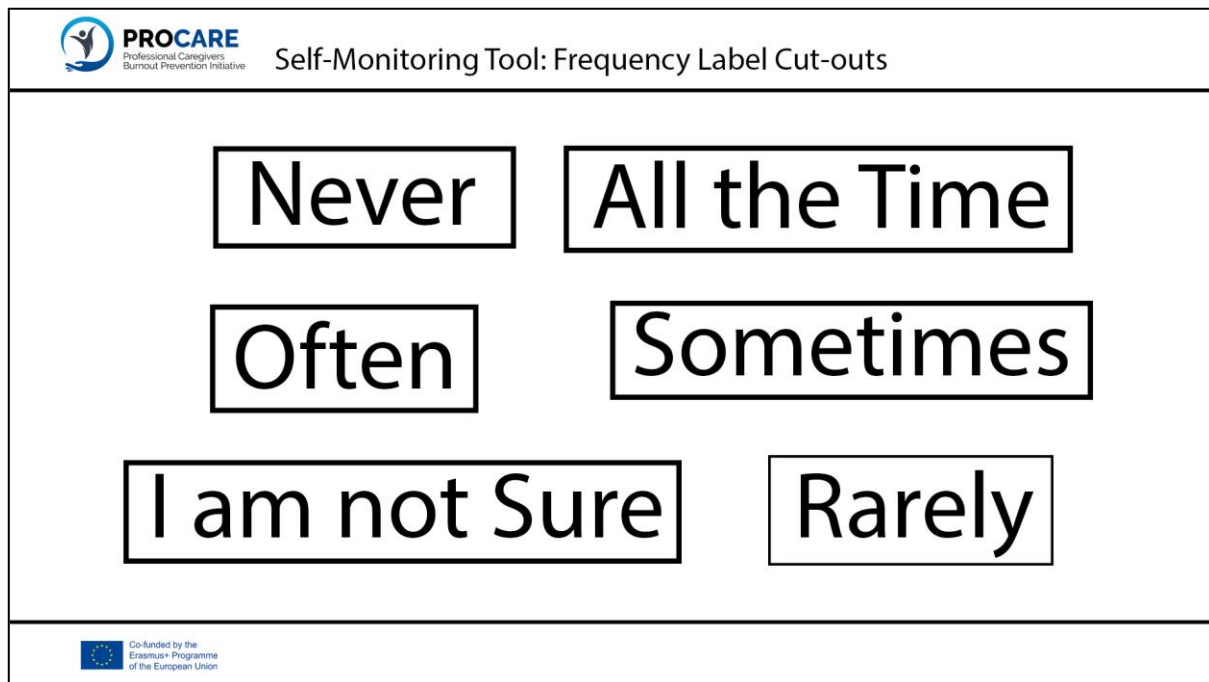 PROCARE
Professional Caregivers
Burnout Prevention Initiative
Self-Monitoring Tool: Frequency Label Cut-outs
Never
All the Time
Often
Sometimes
I am not Sure
Rarely
Co-funded by the
Erasmus+ Programme
of the European Union